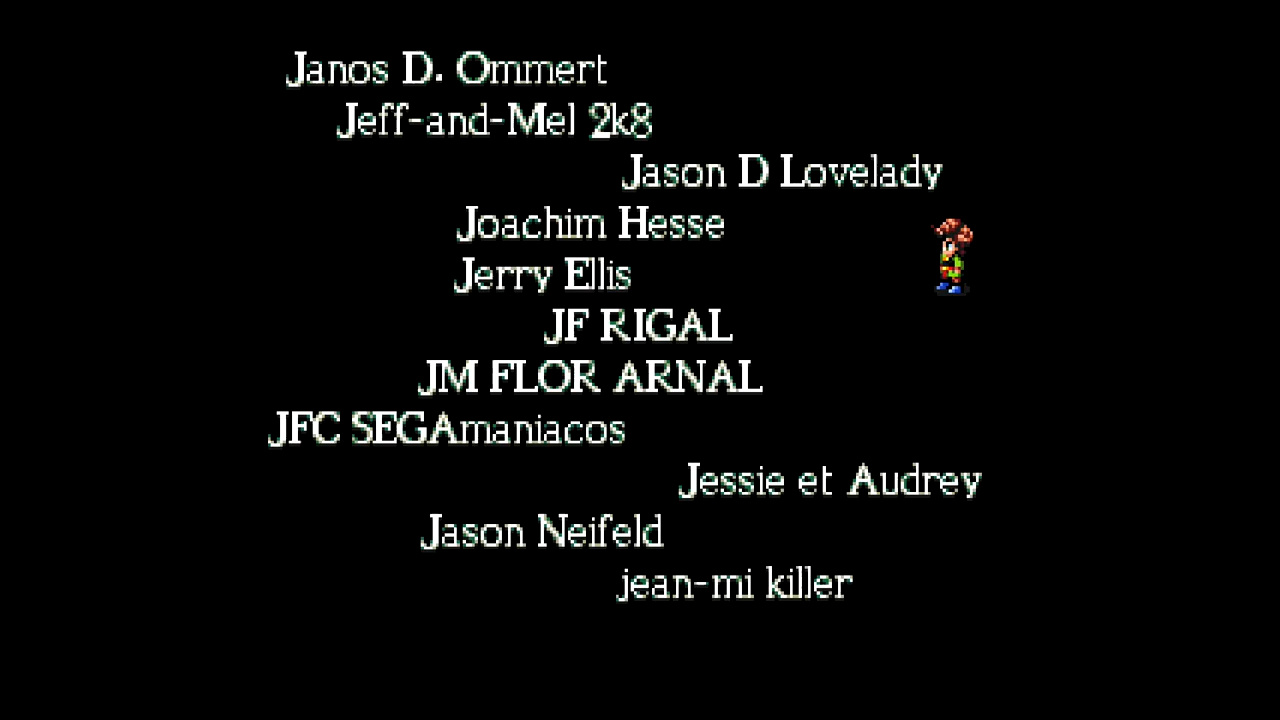 Janos D. Ommert
Jeff-and-Mel 2k8
Jason D Lovelady
Joachim Hesse
Jerry Ellis
JF RIGAL
JM FLOR ARNAL
JFC SEGAmaniacos
Jessie et Audrey
Jason Neifeld
jean-mi killer